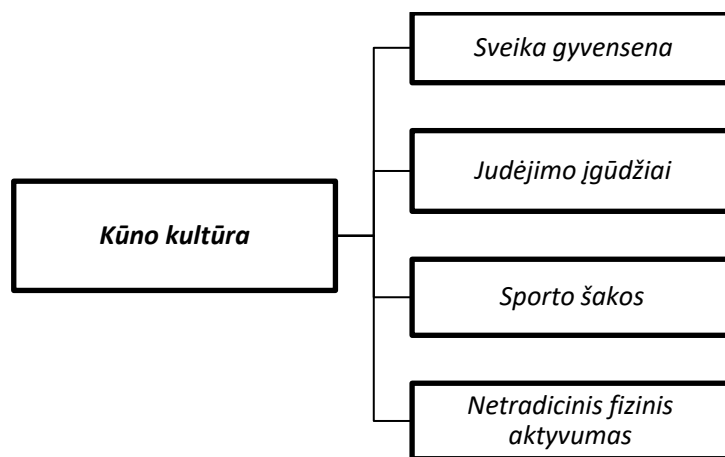 Sveika gyvensena
Judėjimo įgūdžiai
Kūno kultūra
Sporto šakos
Netradicinis fizinis
aktyvumas